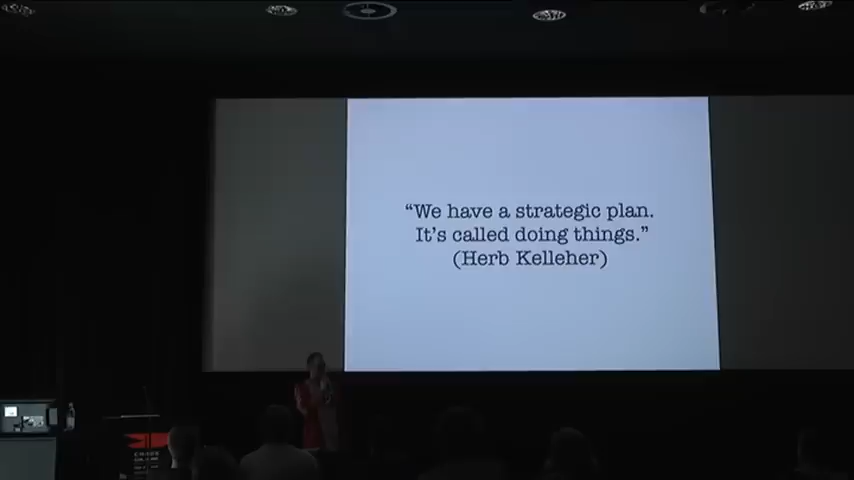 “We have a strategic plan.
It’s called doing things.”
(Herb Kelleher)